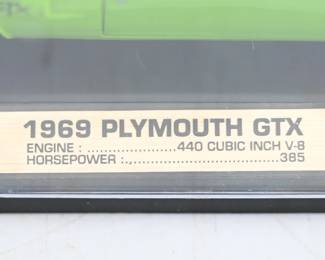 1969 PLYMOUTH GTX
ENGINE : ......................440 CUBIC INCH V-8
HORSEPOWER :.,....................................385